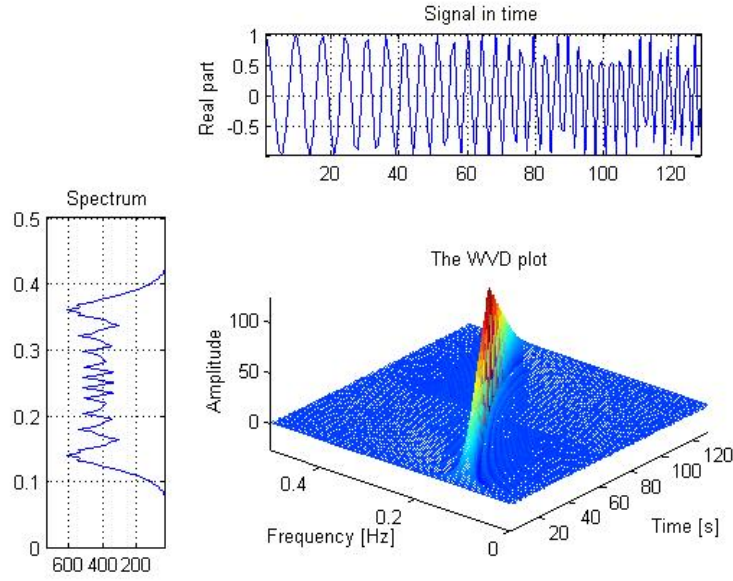 Signal in time
Real part
1
0.5
0
-0.5
20 40 60 80 100 120
Spectrum
0.5
0.4
0.3
0.2
0.1
0
600 400 200
The WVD plot
Amplitude
100
50
0
0.4
0.2
0
Frequency [Hz]
20
40
60
80
100
120
Time [s]